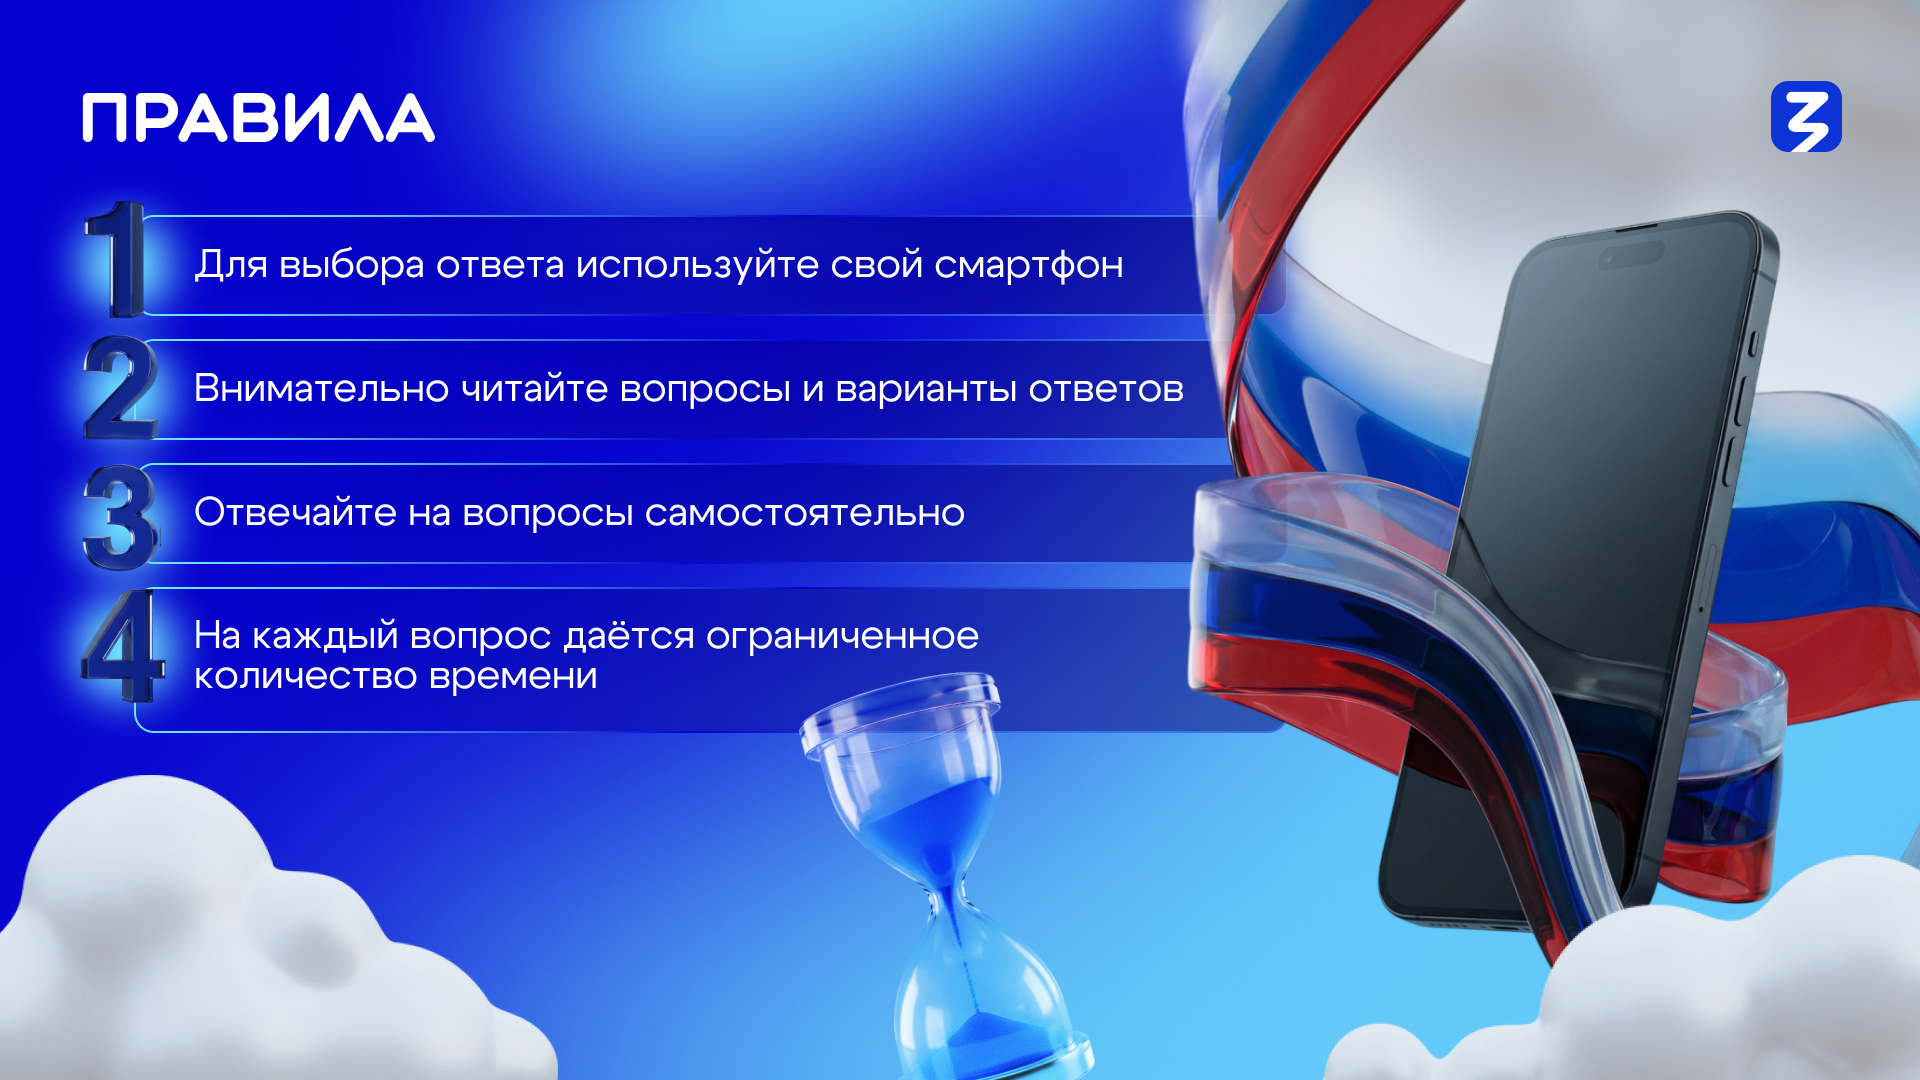 ПРАВИЛА
1 Для выбора ответа используйте свой смартфон
2 Внимательно читайте вопросы и варианты ответов
3 Отвечайте на вопросы самостоятельно
4 На каждый вопрос даётся ограниченное
количество времени